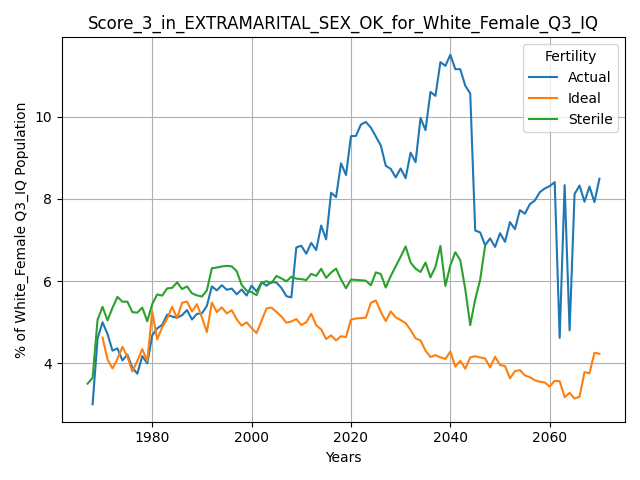 Score_3_in_EXTRAMARITAL_SEX_OK_for_White_Female_Q3_IQ
Fertility
Actual
Ideal
Sterile
% of White_Female Q3_IQ Population
10
8
6
4
1980 2000 2020 2040 2060
Years